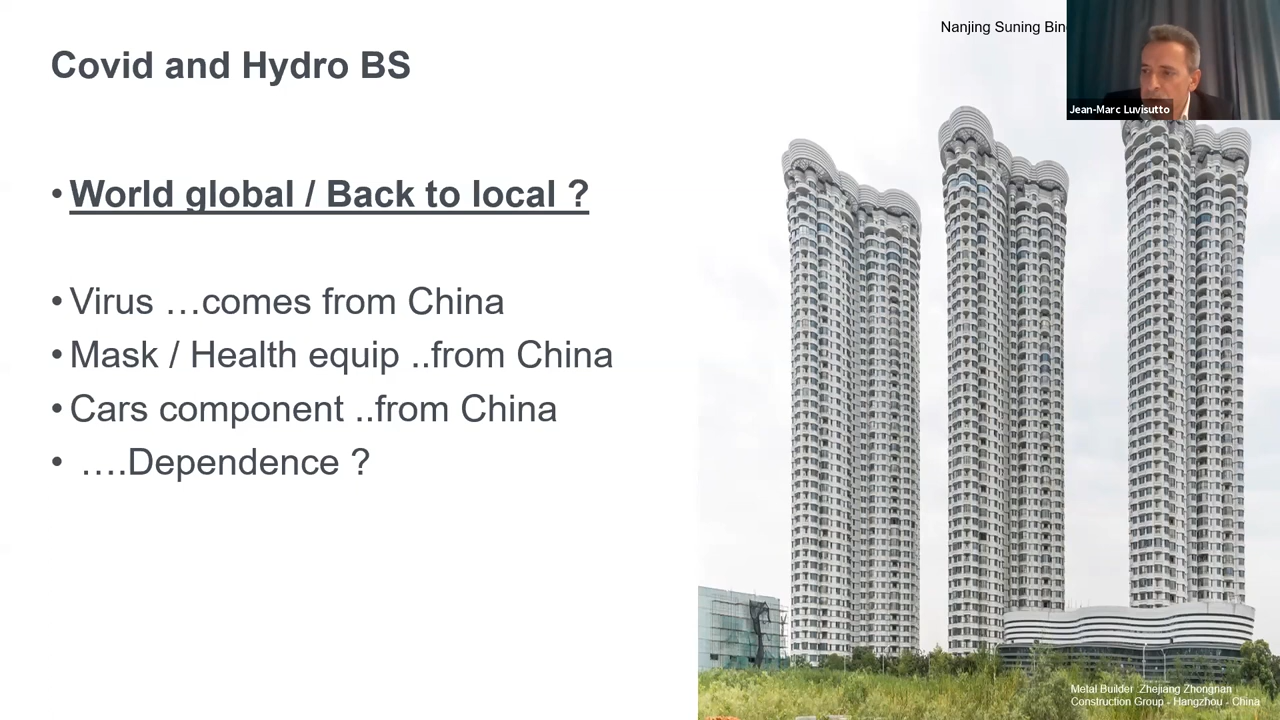 Nanjing Suning
Jean-Marc Luvisutto
Covid and Hydro BS
• World global / Back to local ?
• Virus …comes from China
• Mask / Health equip ..from China
• Cars component ..from China
• ….Dependence ?
Metal Builder Zhejiang Zhongnan
Construction Group - Hangzhou - China